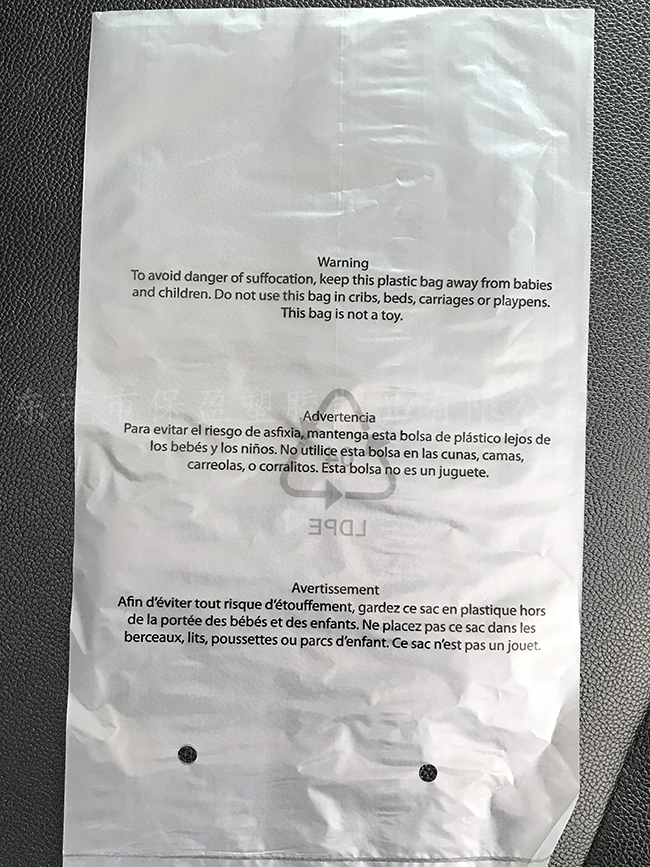 Warning
To avoid danger of suffocation, keep this plastic bag away from babies
and children. Do not use this bag in cribs, beds, carriages or playpens.
This bag is not a toy.
Advertencia
Para evitar el riesgo de asfixia, mantenga esta bolsa de plástico lejos de
los bebés y los niños. No utilice esta bolsa en las cunas, camas,
carreolas, o corralitos. Esta bolsa no es un juguete.
LDPE
Avertissement
Afin d’éviter tout risque d’étouffement, gardez ce sac en plastique hors
de la portée des bébés et des enfants. Ne placez pas ce sac dans les
berceaux, lits, poussettes ou parcs d’enfant. Ce sac n’est pas un jouet.